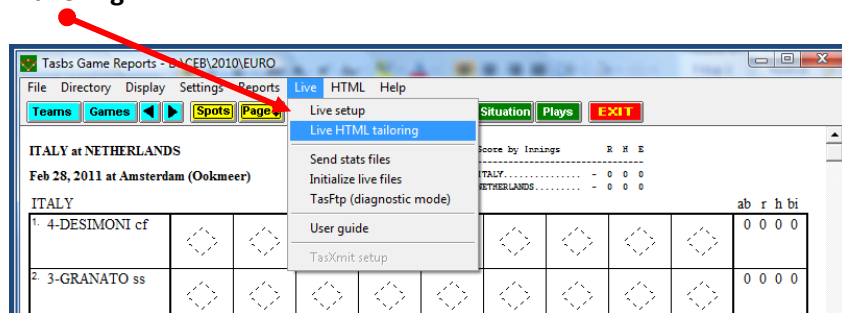 Tasbs Game Reports - D:\CEB\2010\EURO
File Directory Display Settings Reports Live HTML Help
Teams Games Spots Page Situation Plays EXIT
Live setup
Live HTML tailoring
Send stats files
Initialize live files
TasFtp (diagnostic mode)
User guide
TasXmit setup
ITALY at NETHERLANDS
Score by Innings R H E
Feb 28, 2011 at Amsterdam (Ookmeer)
ITALY............... - 0 0 0
NETHERLANDS......... - 0 0 0
ITALY
ab r h bi
1. 4-DESIMONI cf 0 0 0 0
2. 3-GRANATO ss 0 0 0 0